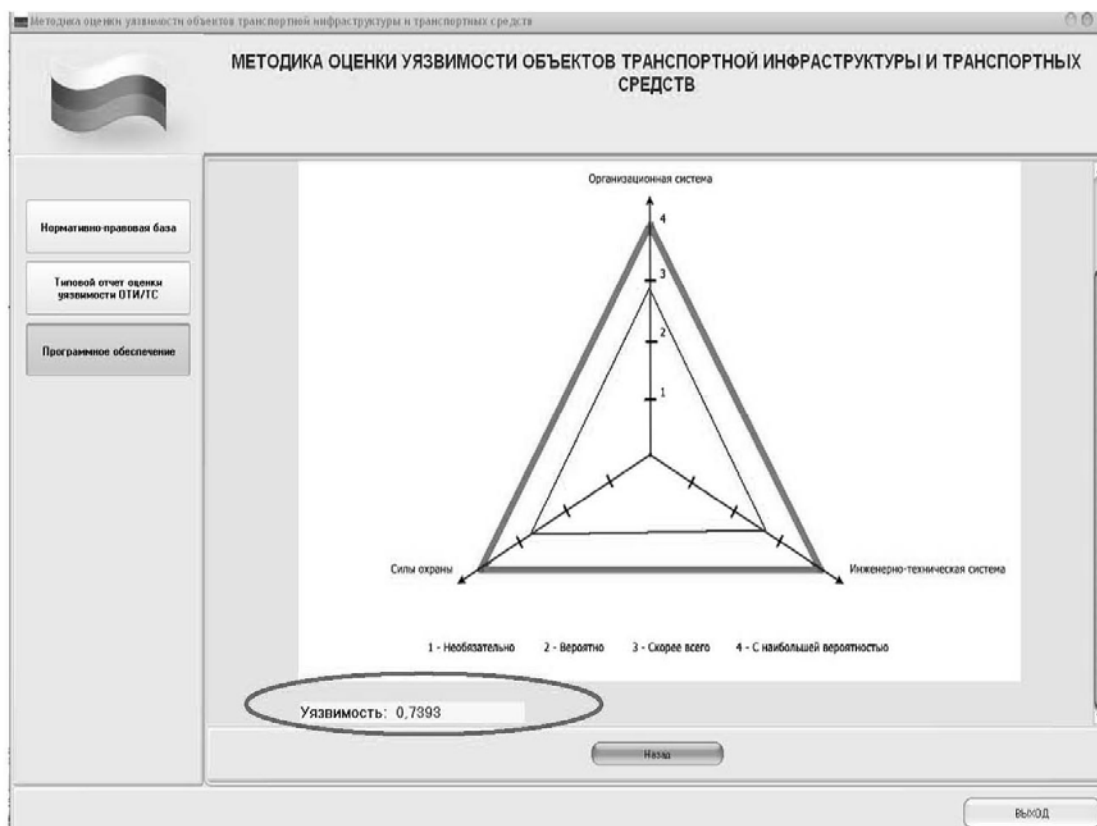 Методика оценки уязвимости объектов транспортной инфраструктуры и транспортных средств
МЕТОДИКА ОЦЕНКИ УЯЗВИМОСТИ ОБЪЕКТОВ ТРАНСПОРТНОЙ ИНФРАСТРУКТУРЫ И ТРАНСПОРТНЫХ
СРЕДСТВ
Нормативно-правовая база
Типовой отчет оценки
уязвимости ОТИ/ТС
Программное обеспечение
Организационная система
4
3
2
1
Силы охраны
Инженерно-техническая система
1 - Необязательно 2 - Вероятно 3 - Скорее всего 4 - С наибольшей вероятностью
Уязвимость: 0,7393
Назад
ВЫХОД